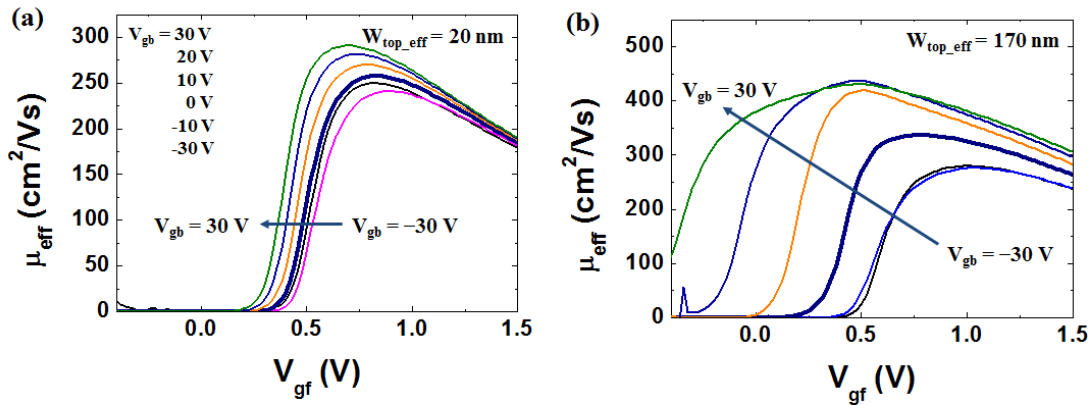 (a)
V_gb = 30 V
20 V
10 V
0 V
-10 V
-30 V
W_top_eff = 20 nm
300
250
200
150
100
50
0
μ_eff (cm²/Vs)
V_gb = 30 V
V_gb = −30 V
0.0
0.5
1.0
1.5
V_gf (V)
(b)
W_top_eff = 170 nm
500
400
300
200
100
0
μ_eff (cm²/Vs)
V_gb = 30 V
V_gb = −30 V
0.0
0.5
1.0
1.5
V_gf (V)